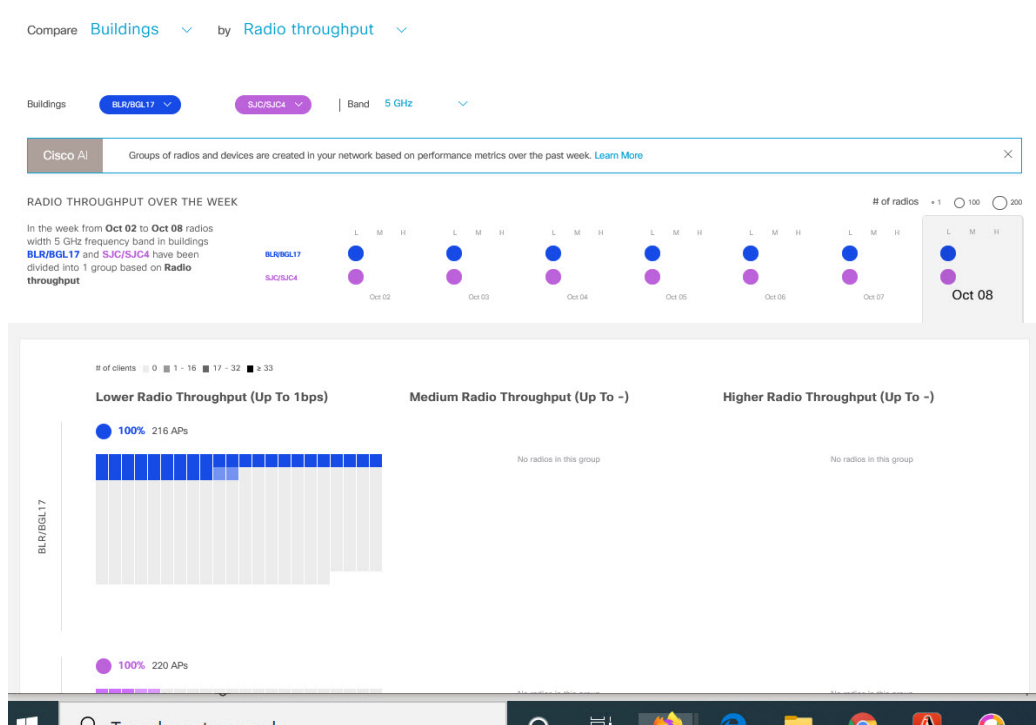 Compare Buildings by Radio throughput
Buildings BLR/BGL17 SJC/SJC4 | Band 5 GHz
Cisco AI Groups of radios and devices are created in your network based on performance metrics over the past week. Learn More
RADIO THROUGHPUT OVER THE WEEK # of radios 1 100 200
In the week from Oct 02 to Oct 08 radios
width 5 GHz frequency band in buildings
BLR/BGL17 and SJC/SJC4 have been
divided into 1 group based on Radio
throughput
L M H L M H L M H L M H L M H L M H L M H
BLR/BGL17
SJC/SJC4
Oct 02 Oct 03 Oct 04 Oct 05 Oct 06 Oct 07 Oct 08
# of clients 0 1 - 16 17 - 32 ≥ 33
Lower Radio Throughput (Up To 1bps) Medium Radio Throughput (Up To -) Higher Radio Throughput (Up To -)
100% 216 APs
No radios in this group No radios in this group
BLR/BGL17
100% 220 APs